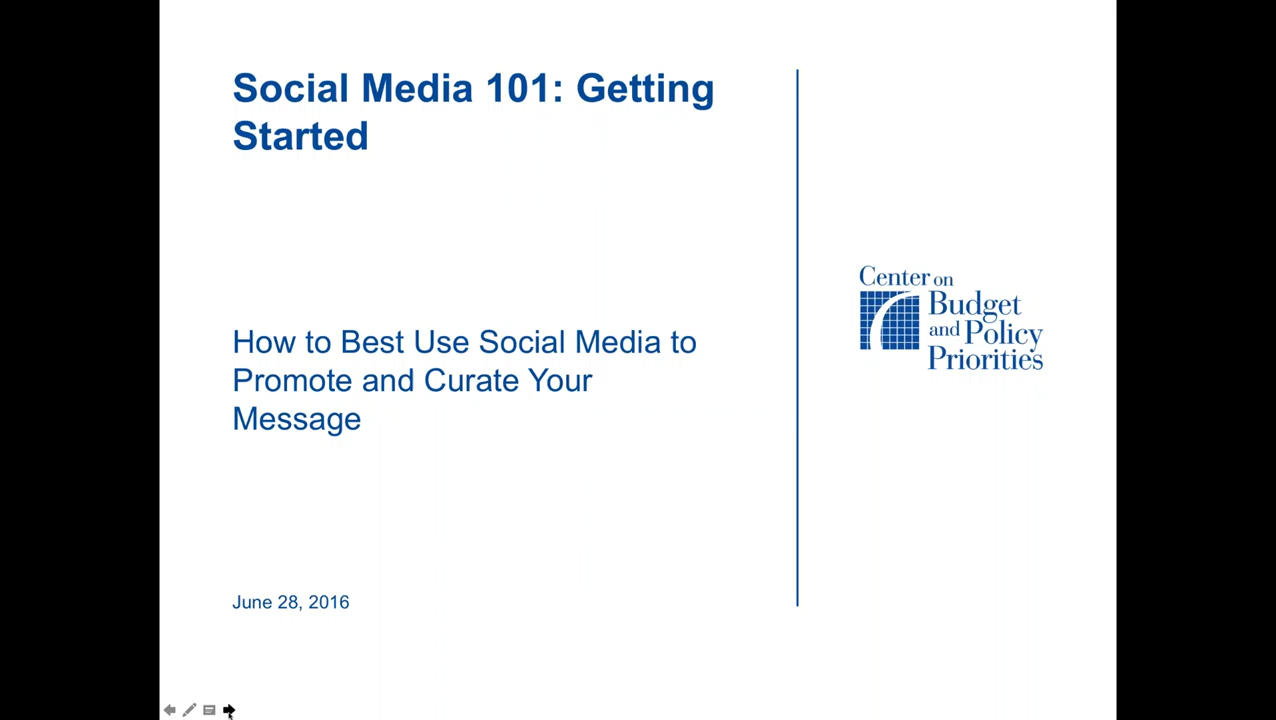 Social Media 101: Getting
Started
How to Best Use Social Media to
Promote and Curate Your
Message
June 28, 2016
Center on
Budget
and Policy
Priorities